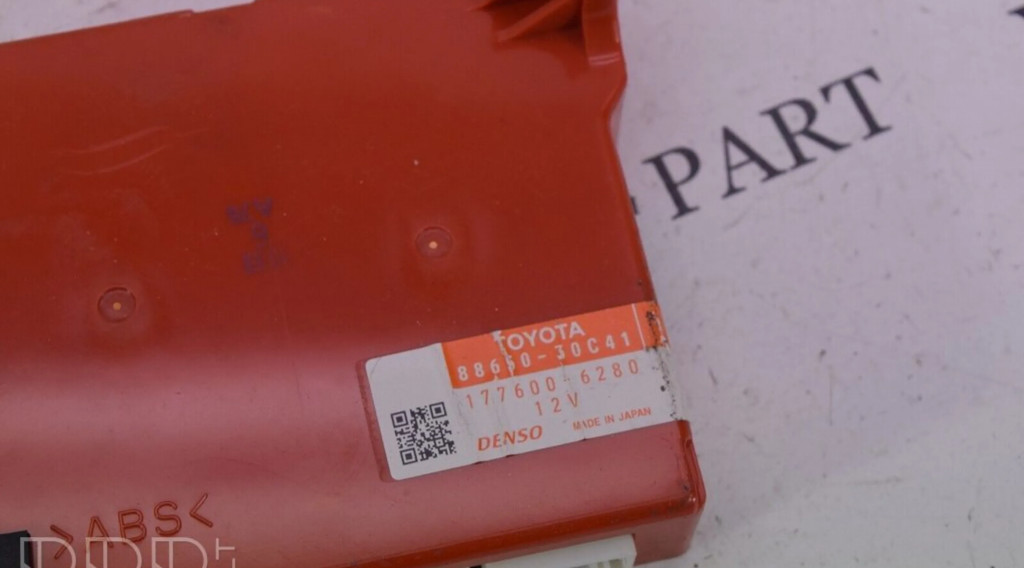 PART
TOYOTA
88650-30C41
177600-6280
12V
DENSO MADE IN JAPAN
>ABS<